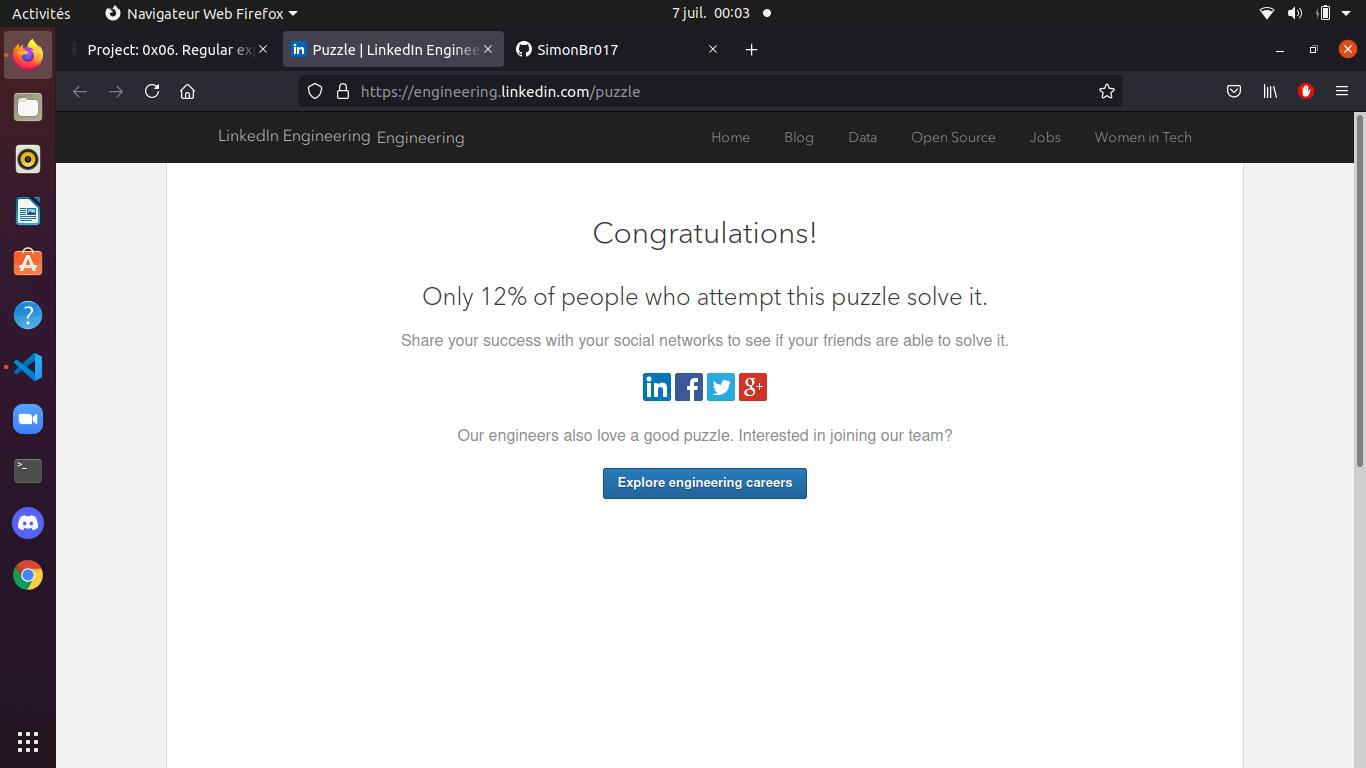 Activités
Navigateur Web Firefox
7 juil. 00:03
Project: 0x06. Regular ex
Puzzle | LinkedIn Enginee
SimonBr017
https://engineering.linkedin.com/puzzle
LinkedIn Engineering Engineering
Home
Blog
Data
Open Source
Jobs
Women in Tech
Congratulations!
Only 12% of people who attempt this puzzle solve it.
Share your success with your social networks to see if your friends are able to solve it.
in f g+
Our engineers also love a good puzzle. Interested in joining our team?
Explore engineering careers